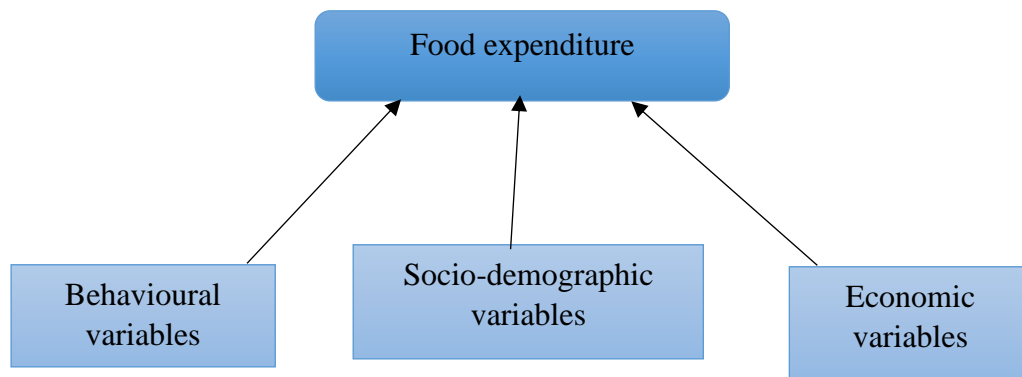 Food expenditure
Behavioural
variables
Socio-demographic
variables
Economic
variables